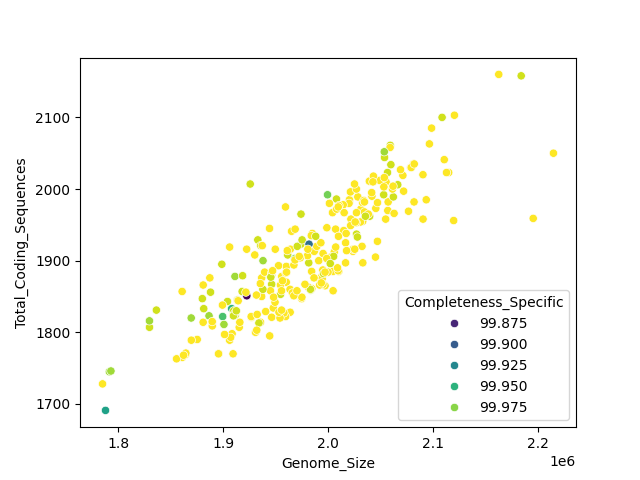 2100
2000
1900
1800
1700
Total_Coding_Sequences
Completeness_Specific
99.875
99.900
99.925
99.950
99.975
1.8 1.9 2.0 2.1 2.2
1e6
Genome_Size